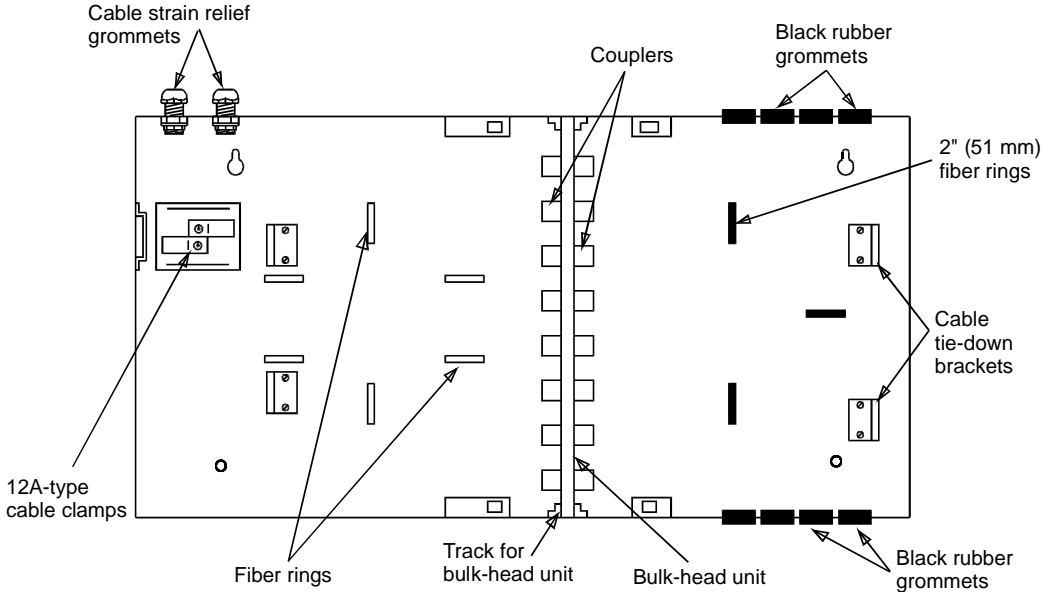 Cable strain relief
grommets
Couplers
Black rubber
grommets
2" (51 mm)
fiber rings
Cable
tie-down
brackets
12A-type
cable clamps
Fiber rings
Track for
bulk-head unit
Bulk-head unit
Black rubber
grommets